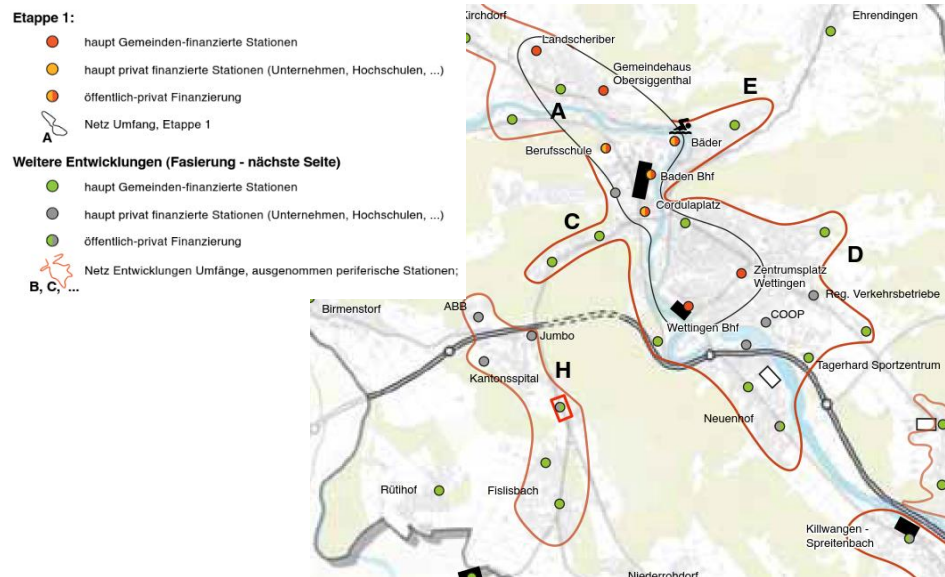 Etappe 1:
haupt Gemeinden-finanzierte Stationen
haupt privat finanzierte Stationen (Unternehmen, Hochschulen, ...)
öffentlich-privat Finanzierung
Netz Umfang, Etappe 1
A
Weitere Entwicklungen (Fasierung - nächste Seite)
haupt Gemeinden-finanzierte Stationen
haupt privat finanzierte Stationen (Unternehmen, Hochschulen, ...)
öffentlich-privat Finanzierung
Netz Entwicklungen Umfänge, ausgenommen periferische Stationen;
B, C, ...
Kirchdorf
Ehrendingen
Landscheriber
Gemeindehaus
Obersiggenthal
E
A
Berufsschule
Bäder
Baden Bhf
Cordulaplatz
C
D
Zentrumsplatz
Wettingen
Reg. Verkehrsbetriebe
COOP
Wettingen Bhf
Birmenstorf
ABB
Jumbo
Kantonsspital
H
Tagerhard Sportzentrum
Neuenhof
Rütihof
Fislisbach
Killwangen -
Spreitenbach
Niederrohdorf